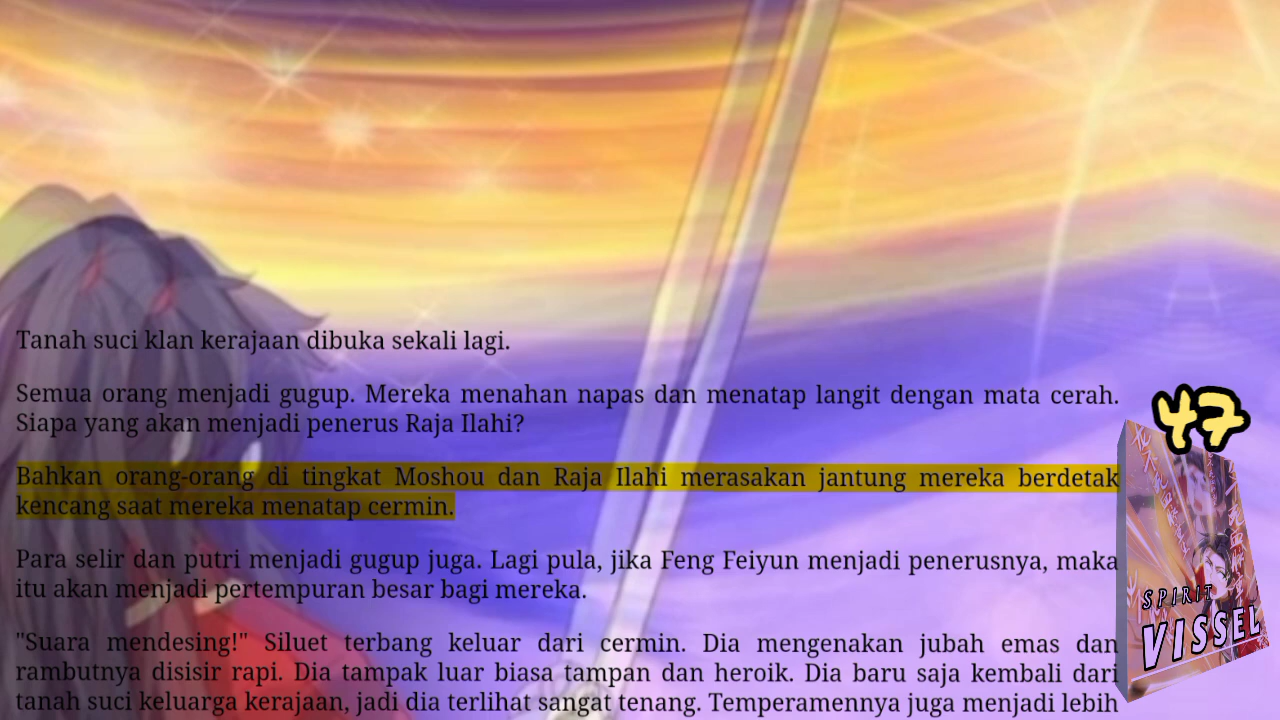 Tanah suci klan kerajaan dibuka sekali lagi.
Semua orang menjadi gugup. Mereka menahan napas dan menatap langit dengan mata cerah.
Siapa yang akan menjadi penerus Raja Ilahi?
Bahkan orang-orang di tingkat Moshou dan Raja Ilahi merasakan jantung mereka berdetak
kencang saat mereka menatap cermin.
Para selir dan putri menjadi gugup juga. Lagi pula, jika Feng Feiyun menjadi penerusnya, maka
itu akan menjadi pertempuran besar bagi mereka.
"Suara mendesing!" Siluet terbang keluar dari cermin. Dia mengenakan jubah emas dan
rambutnya disisir rapi. Dia tampak luar biasa tampan dan heroik. Dia baru saja kembali dari
tanah suci keluarga kerajaan, jadi dia terlihat sangat tenang. Temperamennya juga menjadi lebih
47
SPIRIT
VISSEL